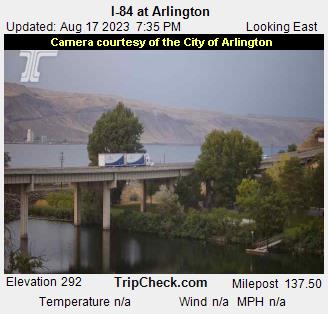 I-84 at Arlington
Updated: Aug 17 2023 7:35 PM Looking East
Camera courtesy of the City of Arlington
Elevation 292 TripCheck.com Milepost 137.50
Temperature n/a Wind n/a MPH n/a